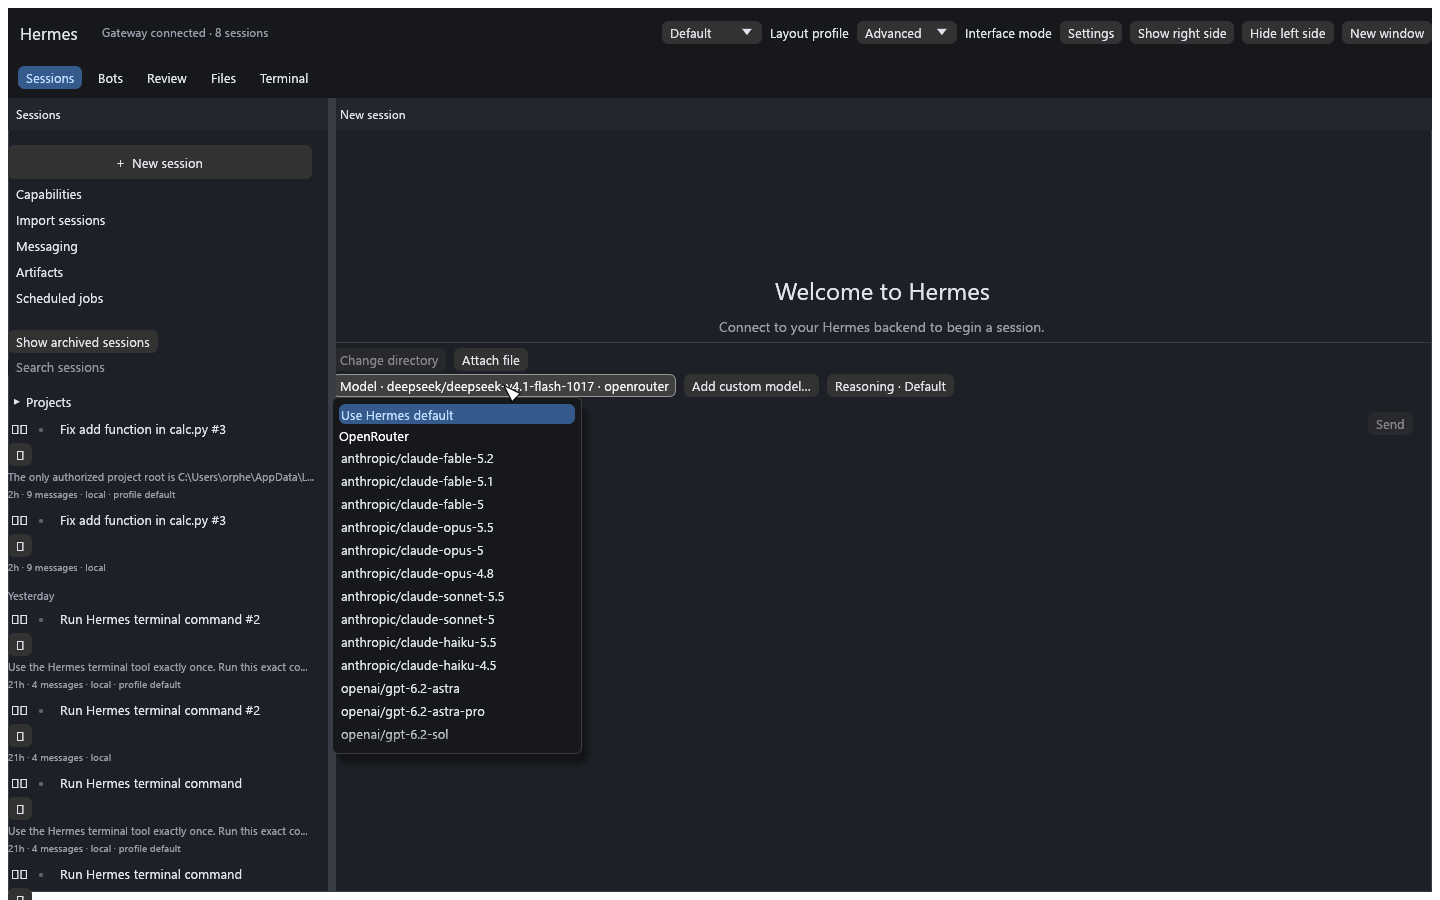 Hermes
Gateway connected · 8 sessions
Default
Layout profile
Advanced
Interface mode
Settings
Show right side
Hide left side
New window
Sessions
Bots
Review
Files
Terminal
Sessions
+ New session
Capabilities
Import sessions
Messaging
Artifacts
Scheduled jobs
Show archived sessions
Search sessions
Projects
Fix add function in calc.py #3
The only authorized project root is C:\Users\orphe\AppData\L...
2h · 9 messages · local · profile default
Fix add function in calc.py #3
2h · 9 messages · local
Yesterday
Run Hermes terminal command #2
Use the Hermes terminal tool exactly once. Run this exact co...
21h · 4 messages · local · profile default
Run Hermes terminal command #2
21h · 4 messages · local
Run Hermes terminal command
Use the Hermes terminal tool exactly once. Run this exact co...
21h · 4 messages · local · profile default
Run Hermes terminal command
New session
Welcome to Hermes
Connect to your Hermes backend to begin a session.
Change directory
Attach file
Model · deepseek/deepseek-v4.1-flash-1017 · openrouter
Add custom model...
Reasoning · Default
Send
Use Hermes default
OpenRouter
anthropic/claude-fable-5.2
anthropic/claude-fable-5.1
anthropic/claude-fable-5
anthropic/claude-opus-5.5
anthropic/claude-opus-5
anthropic/claude-opus-4.8
anthropic/claude-sonnet-5.5
anthropic/claude-sonnet-5
anthropic/claude-haiku-5.5
anthropic/claude-haiku-4.5
openai/gpt-6.2-astra
openai/gpt-6.2-astra-pro
openai/gpt-6.2-sol